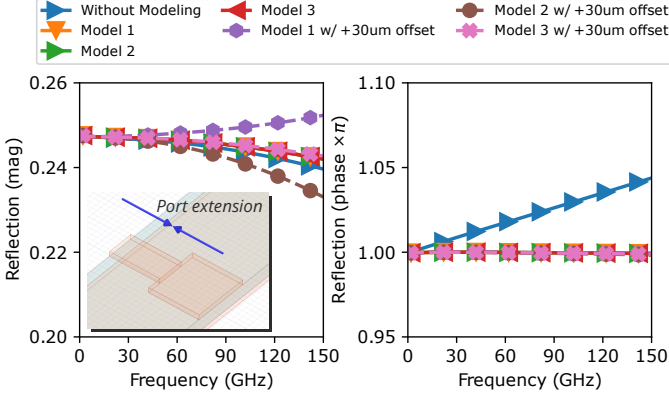 Without Modeling
Model 1
Model 2
Model 3
Model 1 w/ +30um offset
Model 2 w/ +30um offset
Model 3 w/ +30um offset
Reflection (mag)
0.26
0.24
0.22
0.20
Port extension
0 30 60 90 120 150
Frequency (GHz)
Reflection (phase ×π)
1.10
1.05
1.00
0.95
0 30 60 90 120 150
Frequency (GHz)